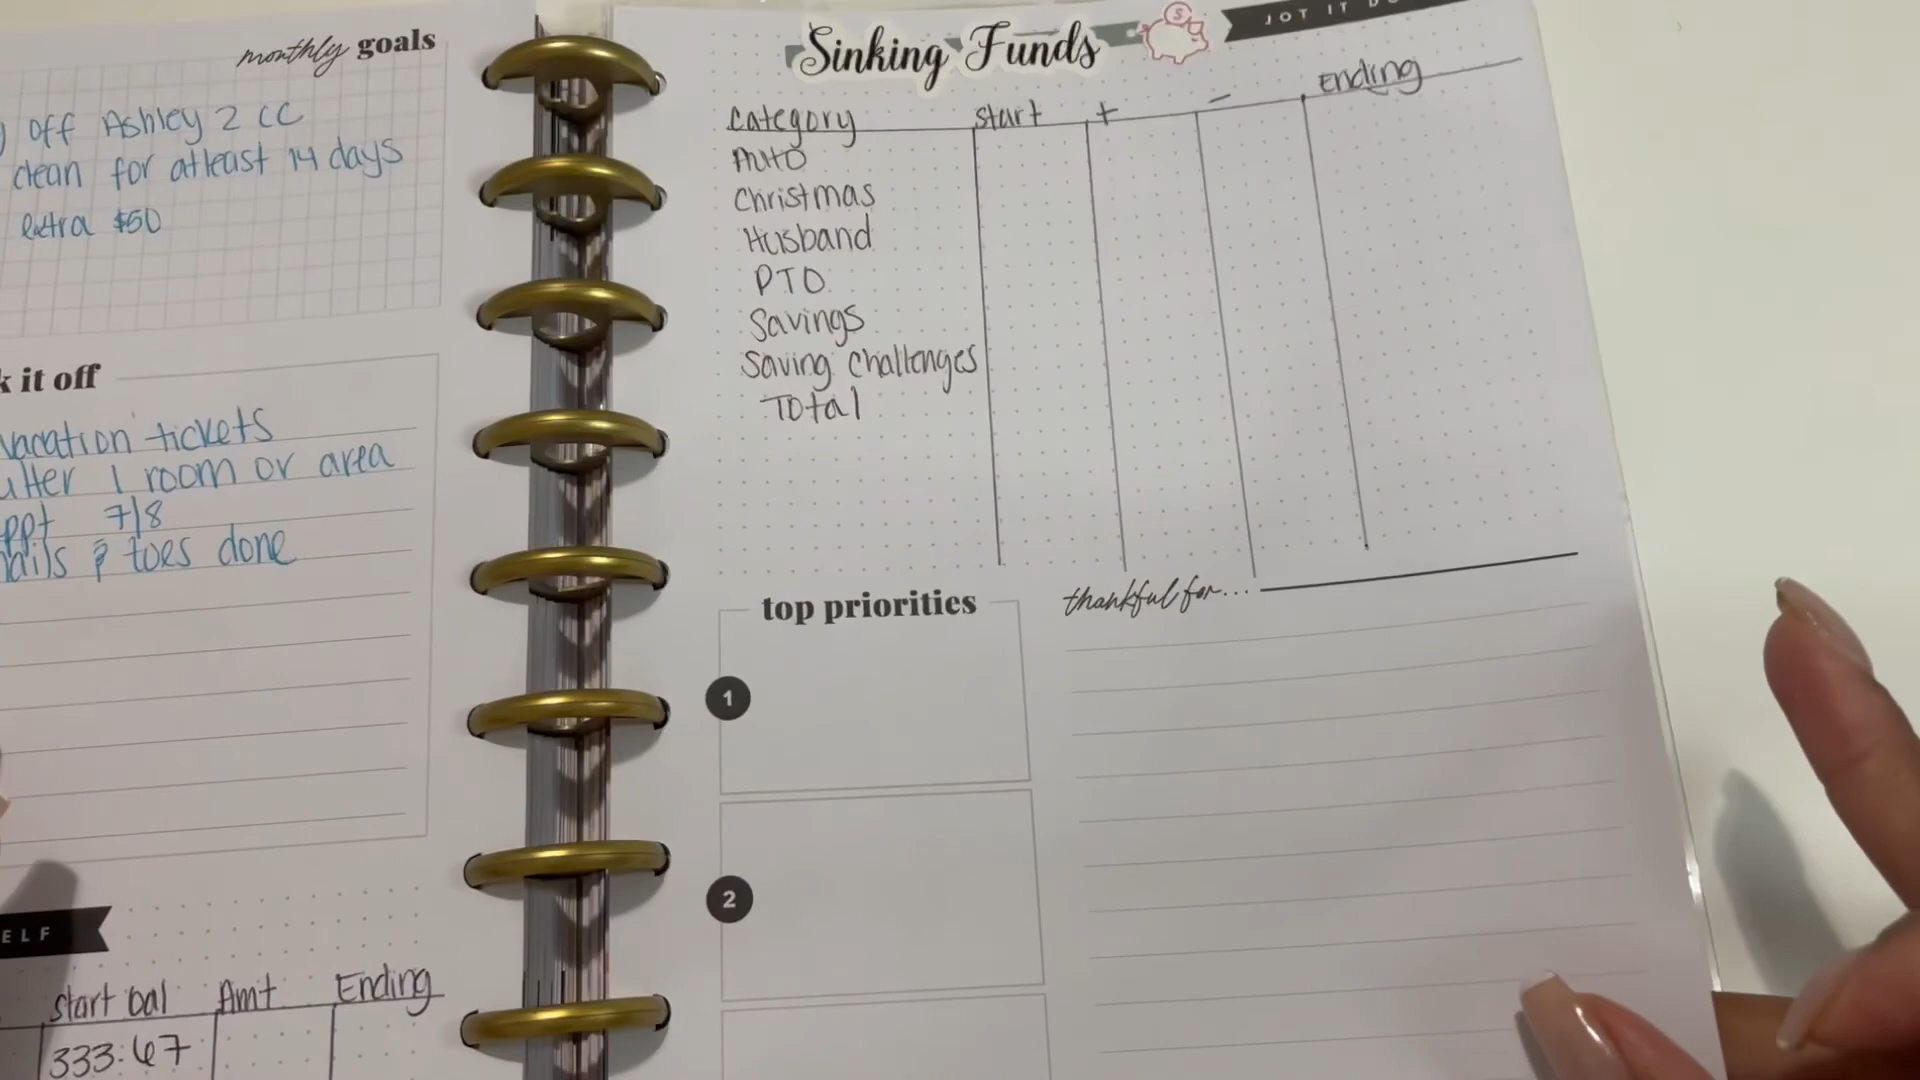 monthly goals
off Ashley 2 CC
clean for atleast 14 days
extra $50
k it off
vacation tickets
1 room or area
ppt 7/8
nails & toes done
ELF
Start bal Amt Ending
333.67
Sinking Funds
JOT IT
Category Start + - Ending
Auto
Christmas
Husband
PTO
Savings
Saving Challenges
Total
top priorities
1
2
thankful for...